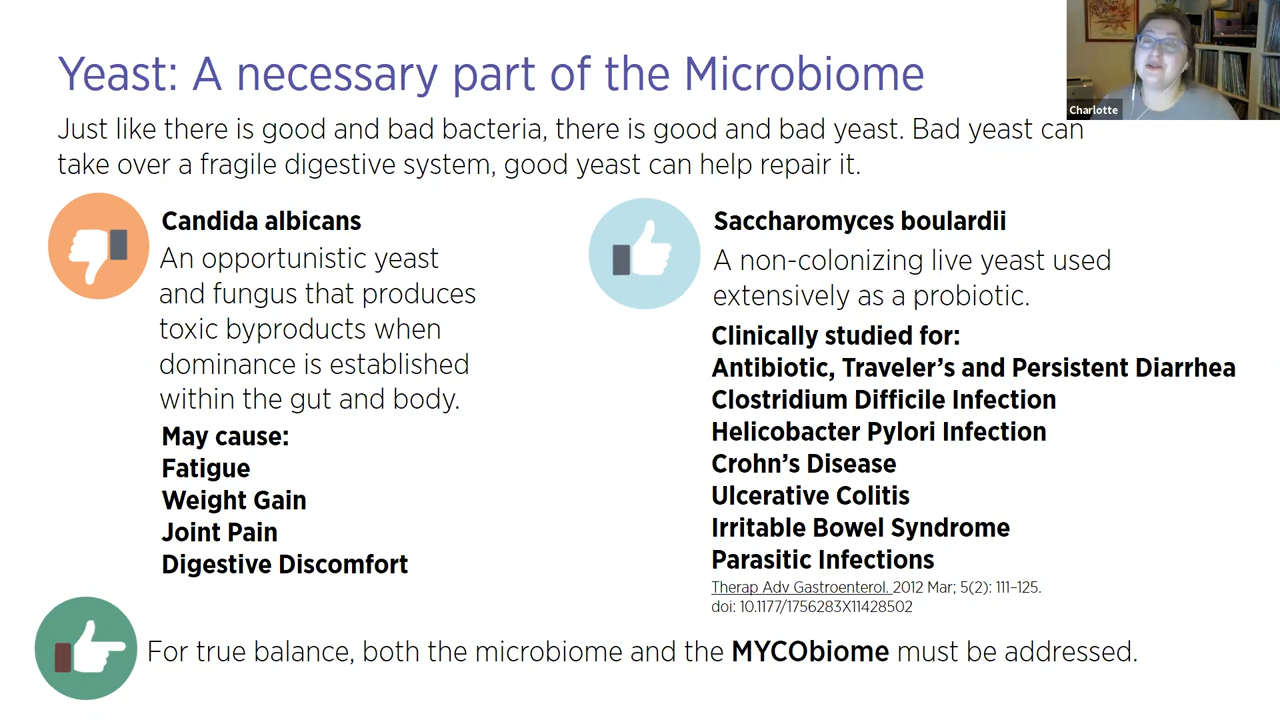 Yeast: A necessary part of the Microbiome
Charlotte
Just like there is good and bad bacteria, there is good and bad yeast. Bad yeast can
take over a fragile digestive system, good yeast can help repair it.
Candida albicans
An opportunistic yeast
and fungus that produces
toxic byproducts when
dominance is established
within the gut and body.
May cause:
Fatigue
Weight Gain
Joint Pain
Digestive Discomfort
Saccharomyces boulardii
A non-colonizing live yeast used
extensively as a probiotic.
Clinically studied for:
Antibiotic, Traveler’s and Persistent Diarrhea
Clostridium Difficile Infection
Helicobacter Pylori Infection
Crohn’s Disease
Ulcerative Colitis
Irritable Bowel Syndrome
Parasitic Infections
Therap Adv Gastroenterol. 2012 Mar; 5(2): 111–125.
doi: 10.1177/1756283X11428502
For true balance, both the microbiome and the MYCObiome must be addressed.